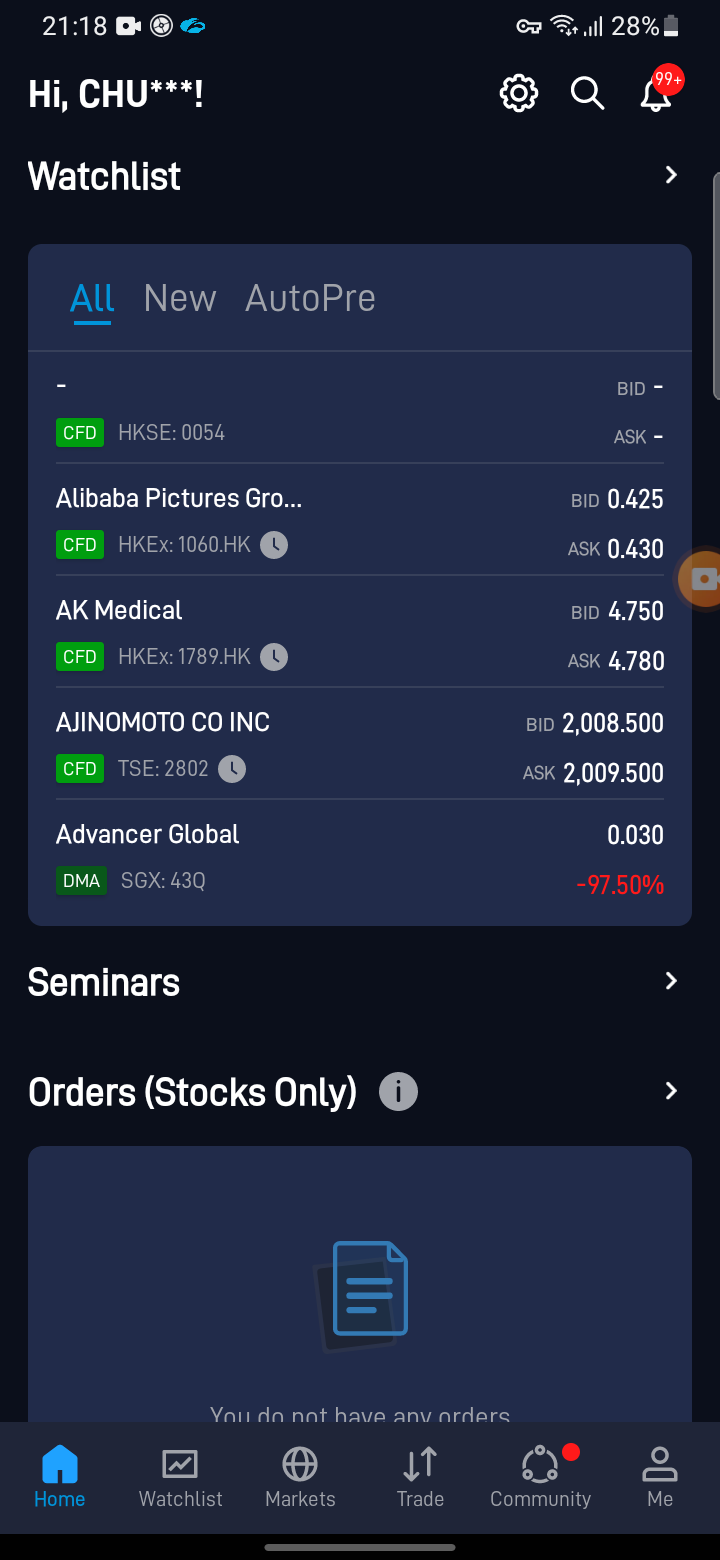 21:18 28%
Hi, CHU***! 99+
Watchlist
All New AutoPre
- BID -
CFD HKSE: 0054 ASK -
Alibaba Pictures Gro... BID 0.425
CFD HKEx: 1060.HK ASK 0.430
AK Medical BID 4.750
CFD HKEx: 1789.HK ASK 4.780
AJINOMOTO CO INC BID 2,008.500
CFD TSE: 2802 ASK 2,009.500
Advancer Global 0.030
DMA SGX: 43Q -97.50%
Seminars
Orders (Stocks Only) i
You do not have any orders
Home Watchlist Markets Trade Community Me